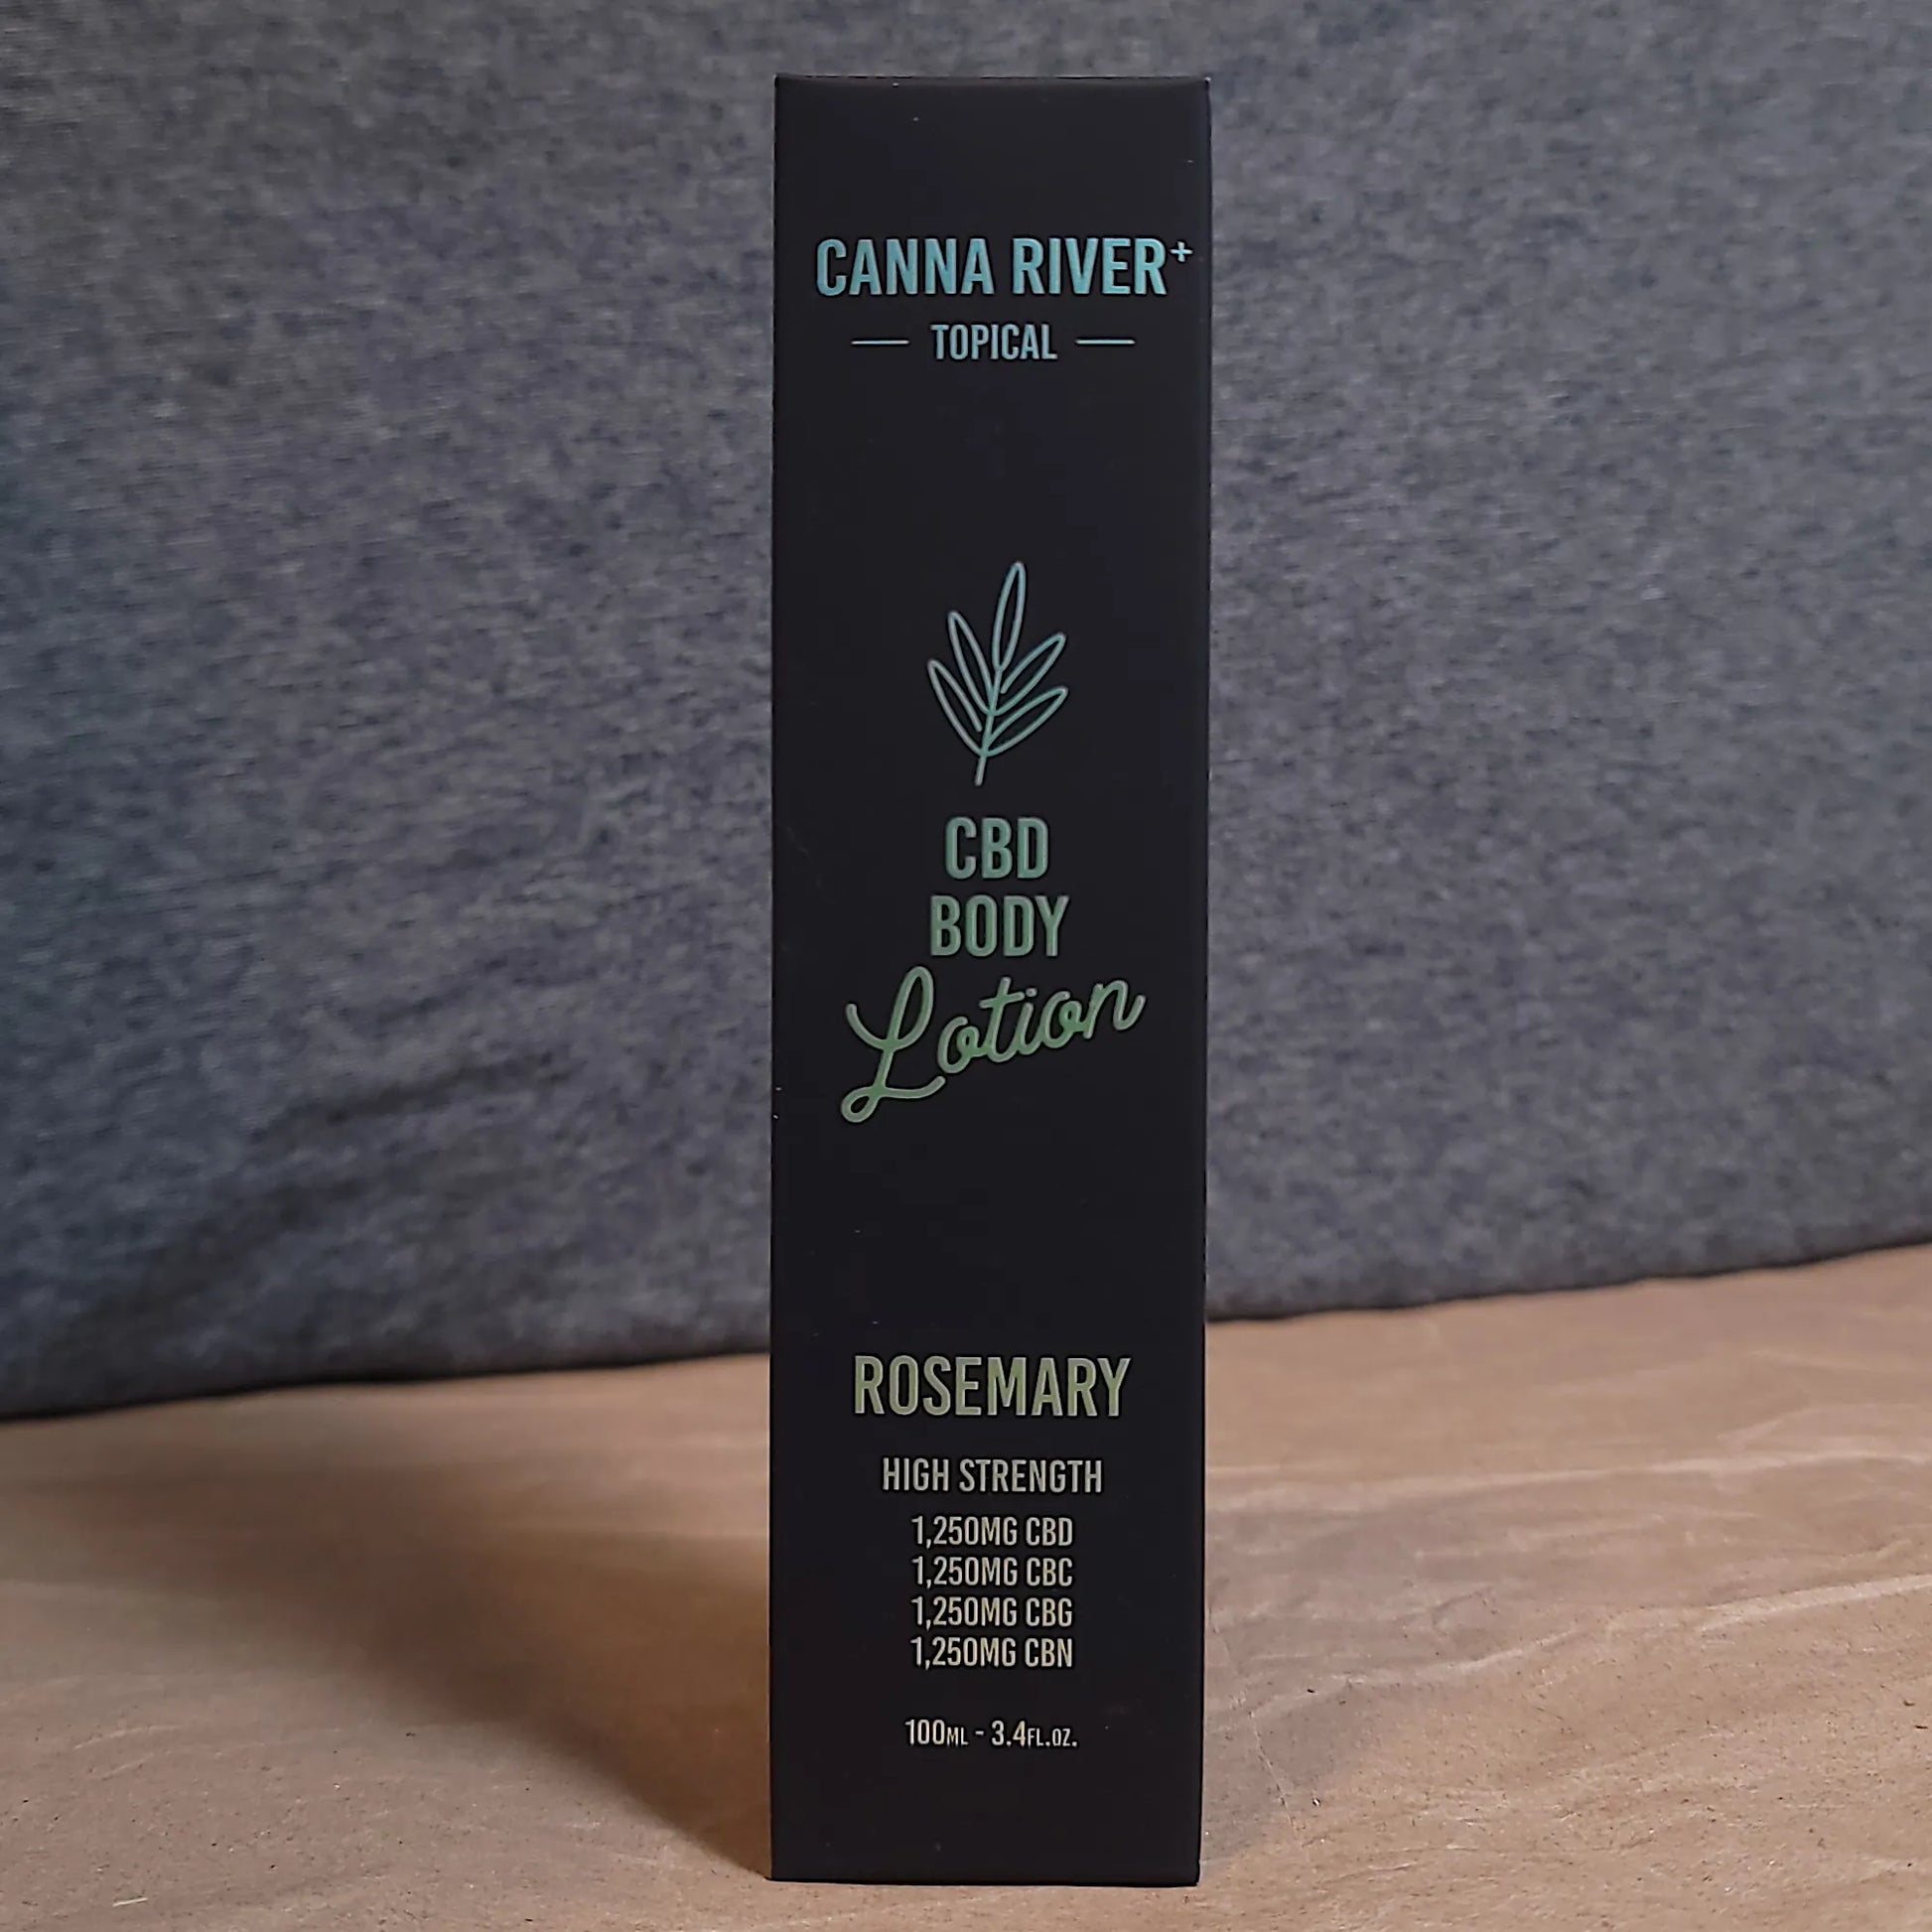 CANNA RIVER+
TOPICAL
CBD
BODY
Lotion
ROSEMARY
HIGH STRENGTH
1,250MG CBD
1,250MG CBC
1,250MG CBG
1,250MG CBN
100ML - 3.4FL.OZ.